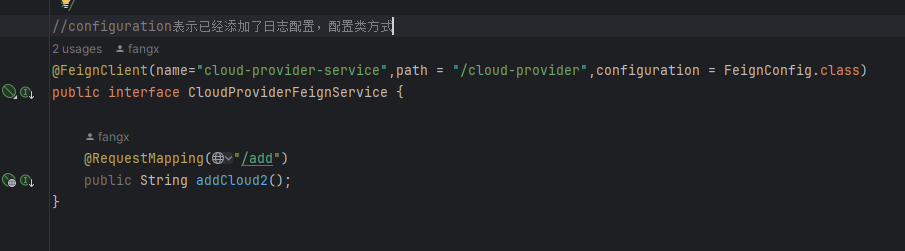 */
//configuration表示已经添加了日志配置，配置类方式
2 usages fangx
@FeignClient(name="cloud-provider-service",path = "/cloud-provider",configuration = FeignConfig.class)
public interface CloudProviderFeignService {
fangx
@RequestMapping("/add")
public String addCloud2();
}